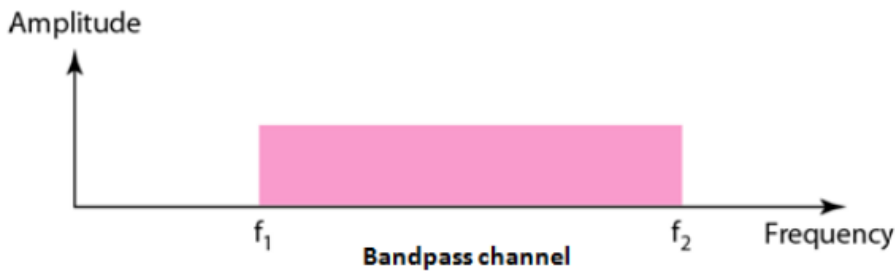 Amplitude
f₁
f₂
Frequency
Bandpass channel